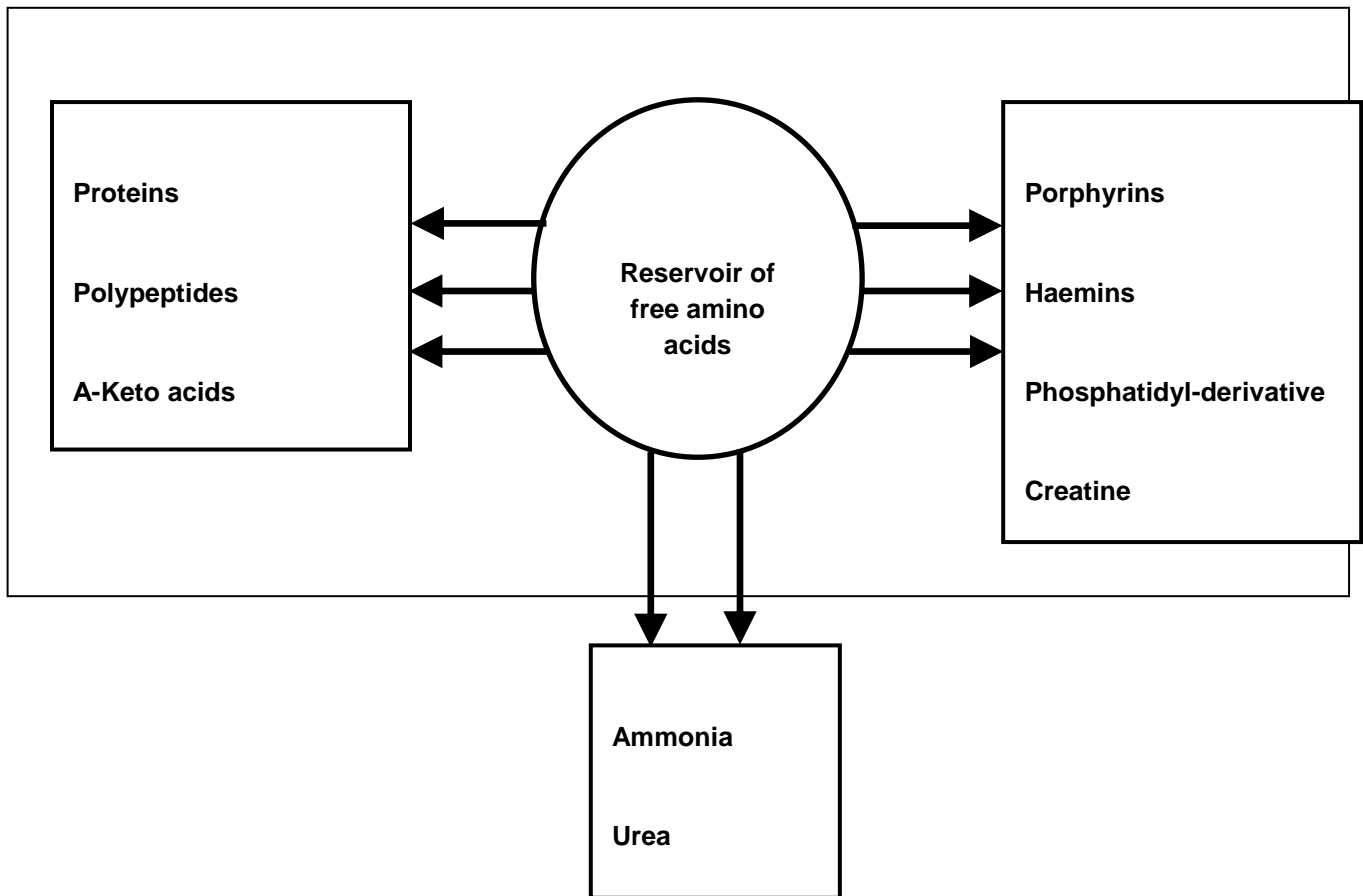 Proteins
Polypeptides
A-Keto acids
Reservoir of
free amino
acids
Porphyrins
Haemins
Phosphatidyl-derivative
Creatine
Ammonia
Urea